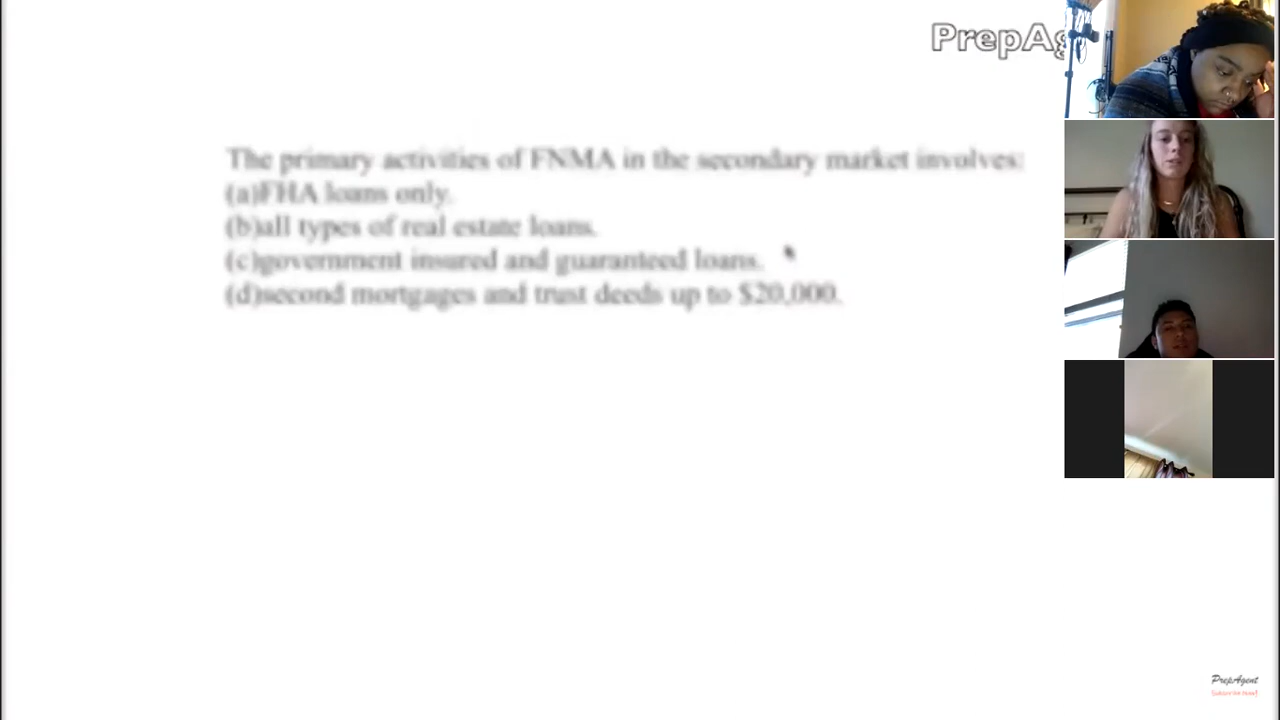 PrepAg
The primary activities of FNMA in the secondary market involves:
(a)FHA loans only.
(b)all types of real estate loans.
(c)government insured and guaranteed loans.
(d)second mortgages and trust deeds up to $20,000.
PrepAgent